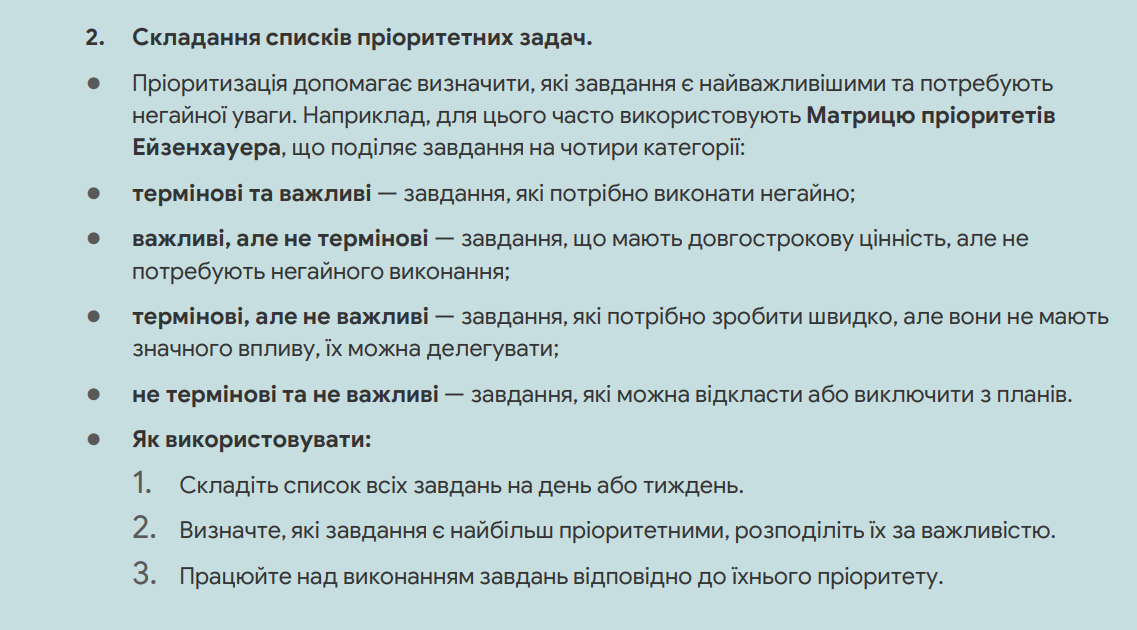 2. Складання списків пріоритетних задач.
● Пріоритизація допомагає визначити, які завдання є найважливішими та потребують
негайної уваги. Наприклад, для цього часто використовують Матрицю пріоритетів
Ейзенхауера, що поділяє завдання на чотири категорії:
● термінові та важливі — завдання, які потрібно виконати негайно;
● важливі, але не термінові — завдання, що мають довгострокову цінність, але не
потребують негайного виконання;
● термінові, але не важливі — завдання, які потрібно зробити швидко, але вони не мають
значного впливу, їх можна делегувати;
● не термінові та не важливі — завдання, які можна відкласти або виключити з планів.
● Як використовувати:
1. Складіть список всіх завдань на день або тиждень.
2. Визначте, які завдання є найбільш пріоритетними, розподіліть їх за важливістю.
3. Працюйте над виконанням завдань відповідно до їхнього пріоритету.